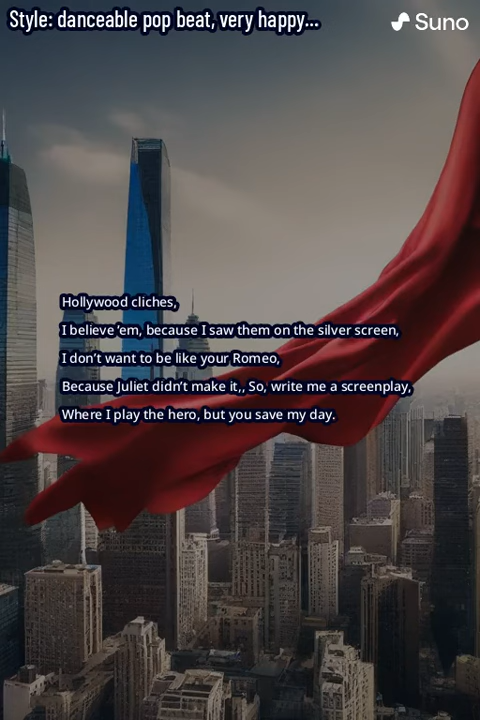 Style: danceable pop beat, very happy...
Suno
Hollywood cliches,
I believe 'em, because I saw them on the silver screen,
I don't want to be like your Romeo,
Because Juliet didn't make it,, So, write me a screenplay,
Where I play the hero, but you save my day.